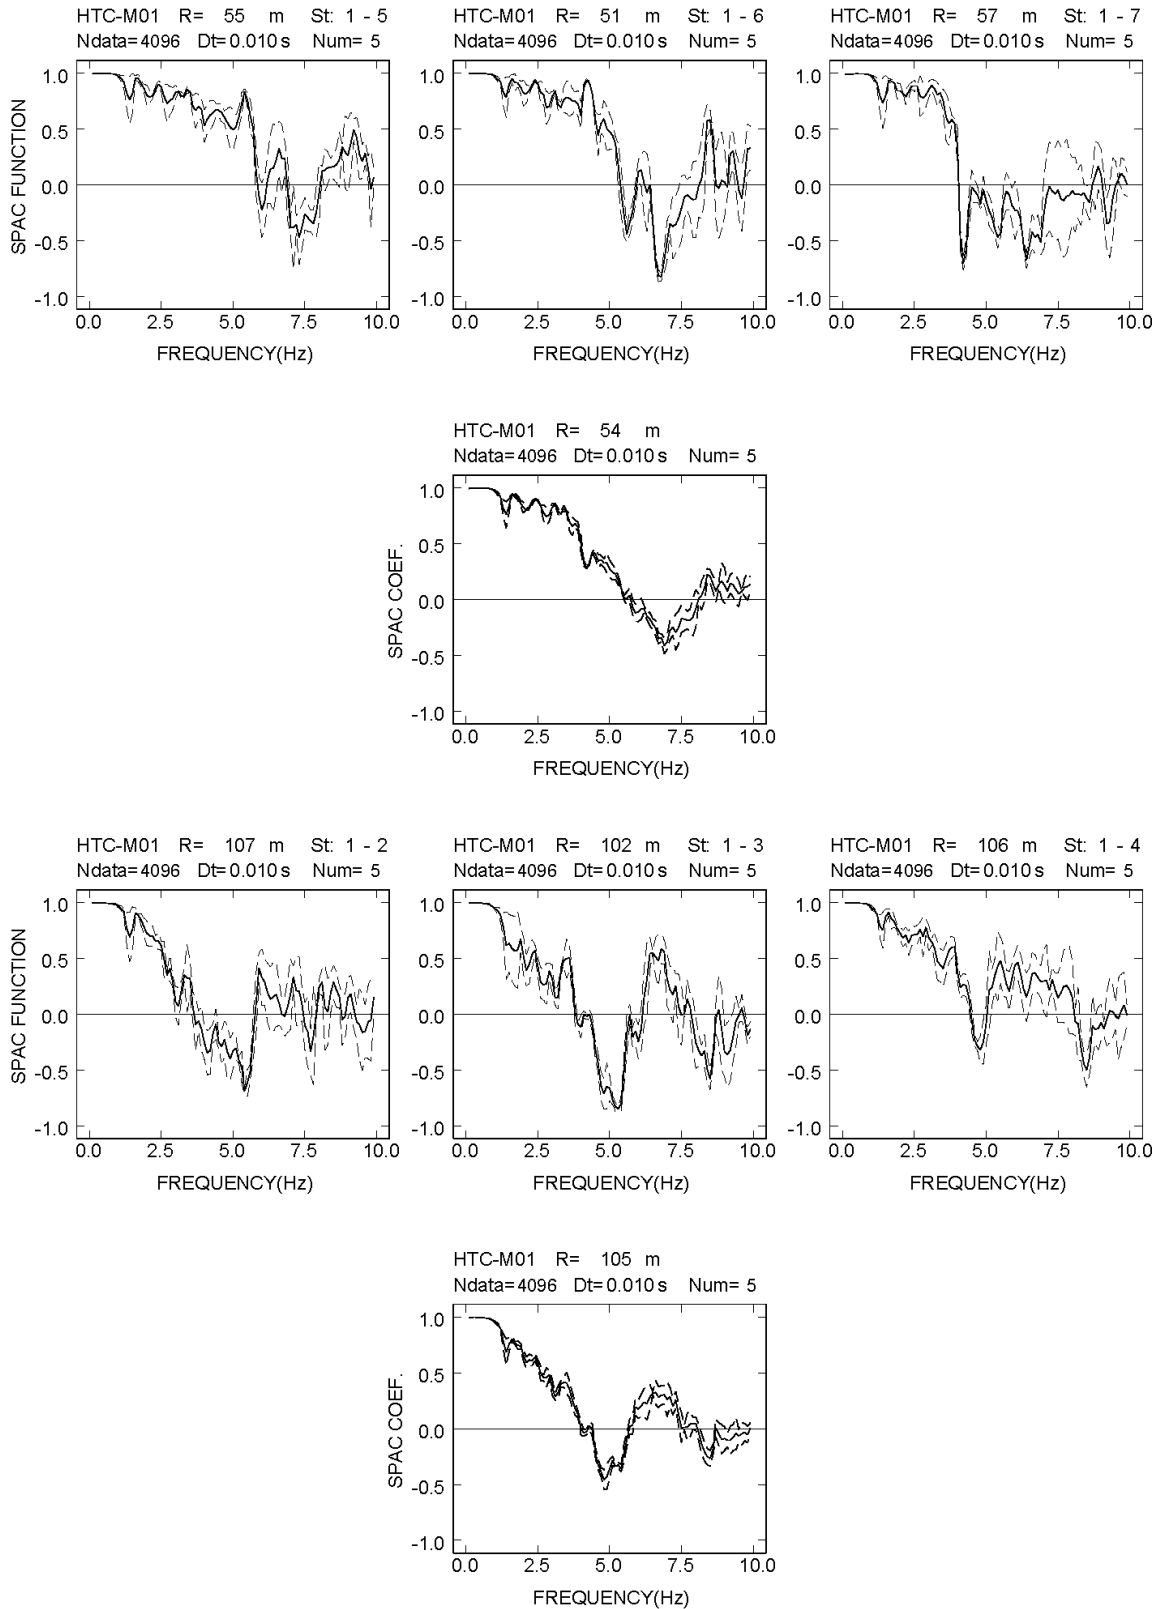 HTC-M01 R= 55 m St: 1 - 5
Ndata=4096 Dt=0.010 s Num= 5
1.0
0.5
0.0
-0.5
-1.0
SPAC FUNCTION
0.0 2.5 5.0 7.5 10.0
FREQUENCY(Hz)
HTC-M01 R= 51 m St: 1 - 6
Ndata=4096 Dt=0.010 s Num= 5
1.0
0.5
0.0
-0.5
-1.0
0.0 2.5 5.0 7.5 10.0
FREQUENCY(Hz)
HTC-M01 R= 57 m St: 1 - 7
Ndata=4096 Dt=0.010 s Num= 5
1.0
0.5
0.0
-0.5
-1.0
0.0 2.5 5.0 7.5 10.0
FREQUENCY(Hz)
HTC-M01 R= 54 m
Ndata=4096 Dt=0.010 s Num= 5
1.0
0.5
0.0
-0.5
-1.0
SPAC COEF.
0.0 2.5 5.0 7.5 10.0
FREQUENCY(Hz)
HTC-M01 R= 107 m St: 1 - 2
Ndata=4096 Dt=0.010 s Num= 5
1.0
0.5
0.0
-0.5
-1.0
SPAC FUNCTION
0.0 2.5 5.0 7.5 10.0
FREQUENCY(Hz)
HTC-M01 R= 102 m St: 1 - 3
Ndata=4096 Dt=0.010 s Num= 5
1.0
0.5
0.0
-0.5
-1.0
0.0 2.5 5.0 7.5 10.0
FREQUENCY(Hz)
HTC-M01 R= 106 m St: 1 - 4
Ndata=4096 Dt=0.010 s Num= 5
1.0
0.5
0.0
-0.5
-1.0
0.0 2.5 5.0 7.5 10.0
FREQUENCY(Hz)
HTC-M01 R= 105 m
Ndata=4096 Dt=0.010 s Num= 5
1.0
0.5
0.0
-0.5
-1.0
SPAC COEF.
0.0 2.5 5.0 7.5 10.0
FREQUENCY(Hz)